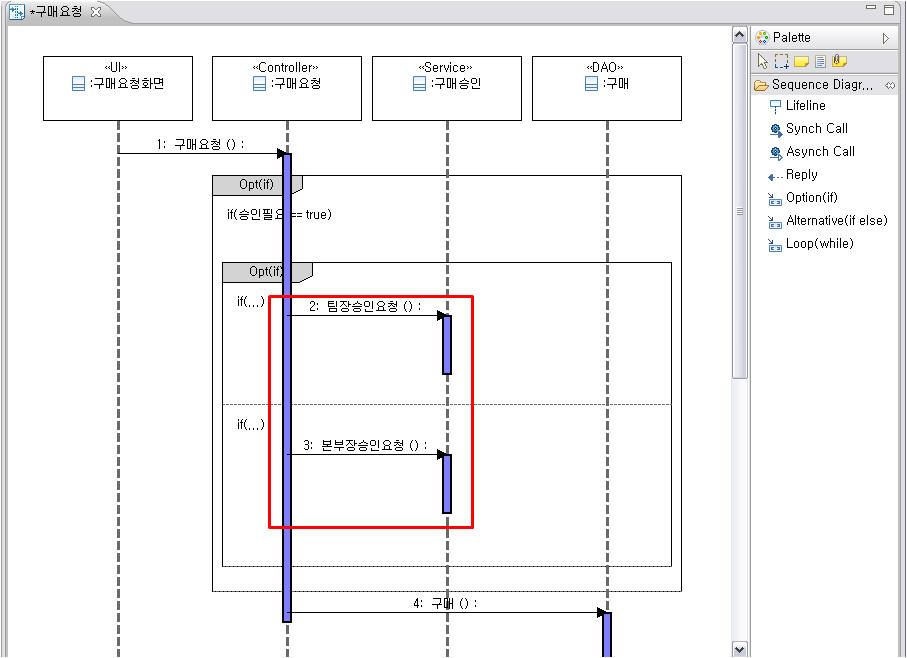 *구매요청
«UI»
:구매요청화면
«Controller»
:구매요청
«Service»
:구매승인
«DAO»
:구매
1: 구매요청 () :
Opt(if)
if(승인필요 == true)
Opt(if)
if(...)
2: 팀장승인요청 () :
if(...)
3: 본부장승인요청 () :
4: 구매 () :
Palette
Sequence Diagr...
Lifeline
Synch Call
Asynch Call
Reply
Option(if)
Alternative(if else)
Loop(while)